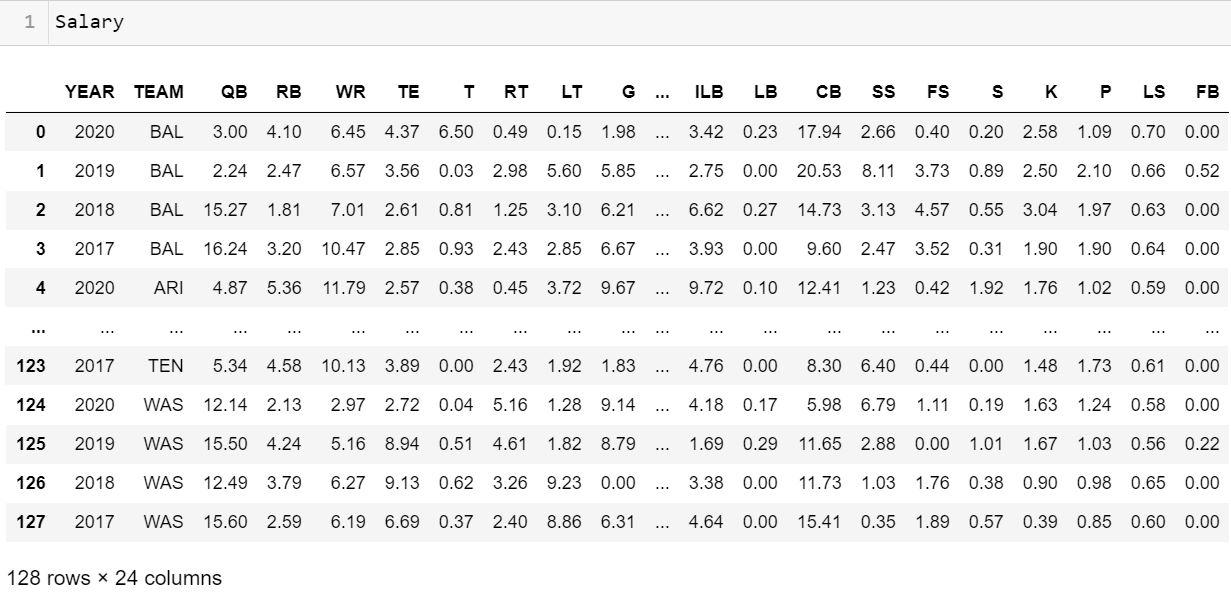 1 Salary
YEAR TEAM QB RB WR TE T RT LT G ... ILB LB CB SS FS S K P LS FB
0 2020 BAL 3.00 4.10 6.45 4.37 6.50 0.49 0.15 1.98 ... 3.42 0.23 17.94 2.66 0.40 0.20 2.58 1.09 0.70 0.00
1 2019 BAL 2.24 2.47 6.57 3.56 0.03 2.98 5.60 5.85 ... 2.75 0.00 20.53 8.11 3.73 0.89 2.50 2.10 0.66 0.52
2 2018 BAL 15.27 1.81 7.01 2.61 0.81 1.25 3.10 6.21 ... 6.62 0.27 14.73 3.13 4.57 0.55 3.04 1.97 0.63 0.00
3 2017 BAL 16.24 3.20 10.47 2.85 0.93 2.43 2.85 6.67 ... 3.93 0.00 9.60 2.47 3.52 0.31 1.90 1.90 0.64 0.00
4 2020 ARI 4.87 5.36 11.79 2.57 0.38 0.45 3.72 9.67 ... 9.72 0.10 12.41 1.23 0.42 1.92 1.76 1.02 0.59 0.00
... ... ... ... ... ... ... ... ... ... ... ... ... ... ... ... ... ... ... ... ... ...
123 2017 TEN 5.34 4.58 10.13 3.89 0.00 2.43 1.92 1.83 ... 4.76 0.00 8.30 6.40 0.44 0.00 1.48 1.73 0.61 0.00
124 2020 WAS 12.14 2.13 2.97 2.72 0.04 5.16 1.28 9.14 ... 4.18 0.17 5.98 6.79 1.11 0.19 1.63 1.24 0.58 0.00
125 2019 WAS 15.50 4.24 5.16 8.94 0.51 4.61 1.82 8.79 ... 1.69 0.29 11.65 2.88 0.00 1.01 1.67 1.03 0.56 0.22
126 2018 WAS 12.49 3.79 6.27 9.13 0.62 3.26 9.23 0.00 ... 3.38 0.00 11.73 1.03 1.76 0.38 0.90 0.98 0.65 0.00
127 2017 WAS 15.60 2.59 6.19 6.69 0.37 2.40 8.86 6.31 ... 4.64 0.00 15.41 0.35 1.89 0.57 0.39 0.85 0.60 0.00
128 rows × 24 columns